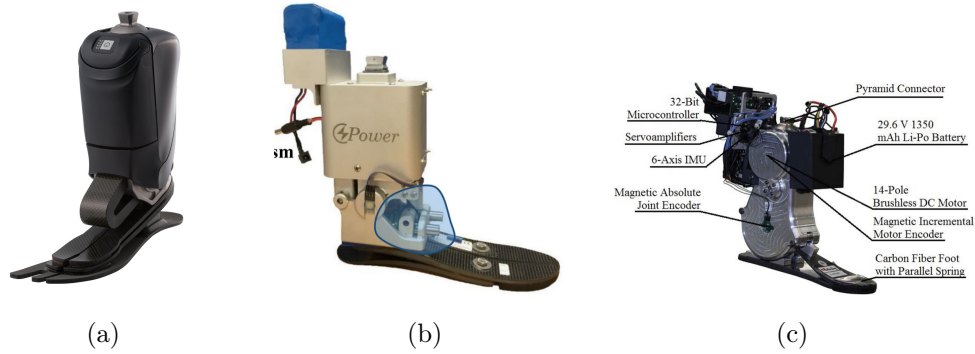 Power
sm
32-Bit
Microcontroller
Servoamplifiers
6-Axis IMU
Magnetic Absolute
Joint Encoder
Pyramid Connector
29.6 V 1350
mAh Li-Po Battery
14-Pole
Brushless DC Motor
Magnetic Incremental
Motor Encoder
Carbon Fiber Foot
with Parallel Spring
(a)
(b)
(c)